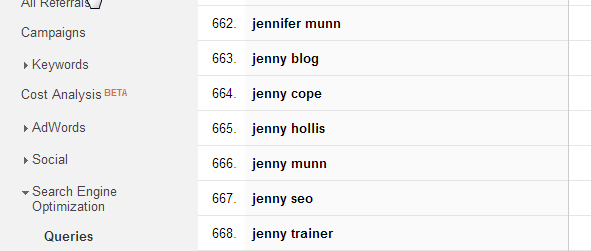 All Referrals
Campaigns
Keywords
Cost Analysis BETA
AdWords
Social
Search Engine
Optimization
Queries
662. jennifer munn
663. jenny blog
664. jenny cope
665. jenny hollis
666. jenny munn
667. jenny seo
668. jenny trainer